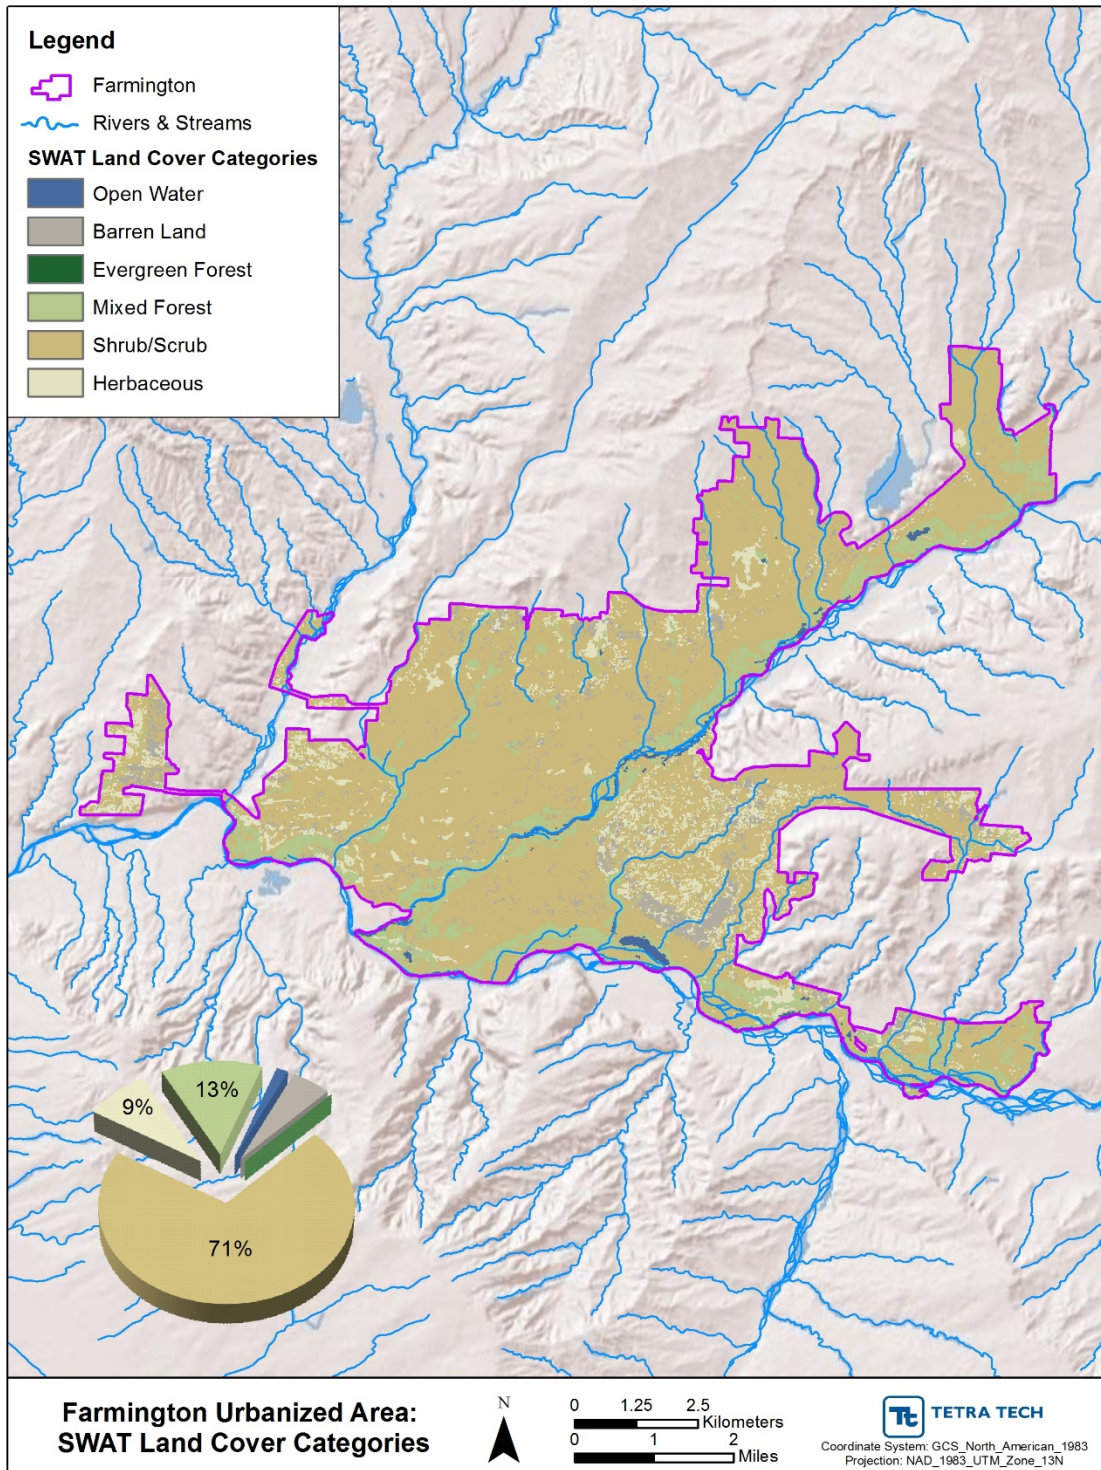 Legend
Farmington
Rivers & Streams
SWAT Land Cover Categories
Open Water
Barren Land
Evergreen Forest
Mixed Forest
Shrub/Scrub
Herbaceous
9%
13%
71%
Farmington Urbanized Area:
SWAT Land Cover Categories
N
0 1.25 2.5
Kilometers
0 1 2
Miles
Tt TETRA TECH
Coordinate System: GCS_North_American_1983
Projection: NAD_1983_UTM_Zone_13N